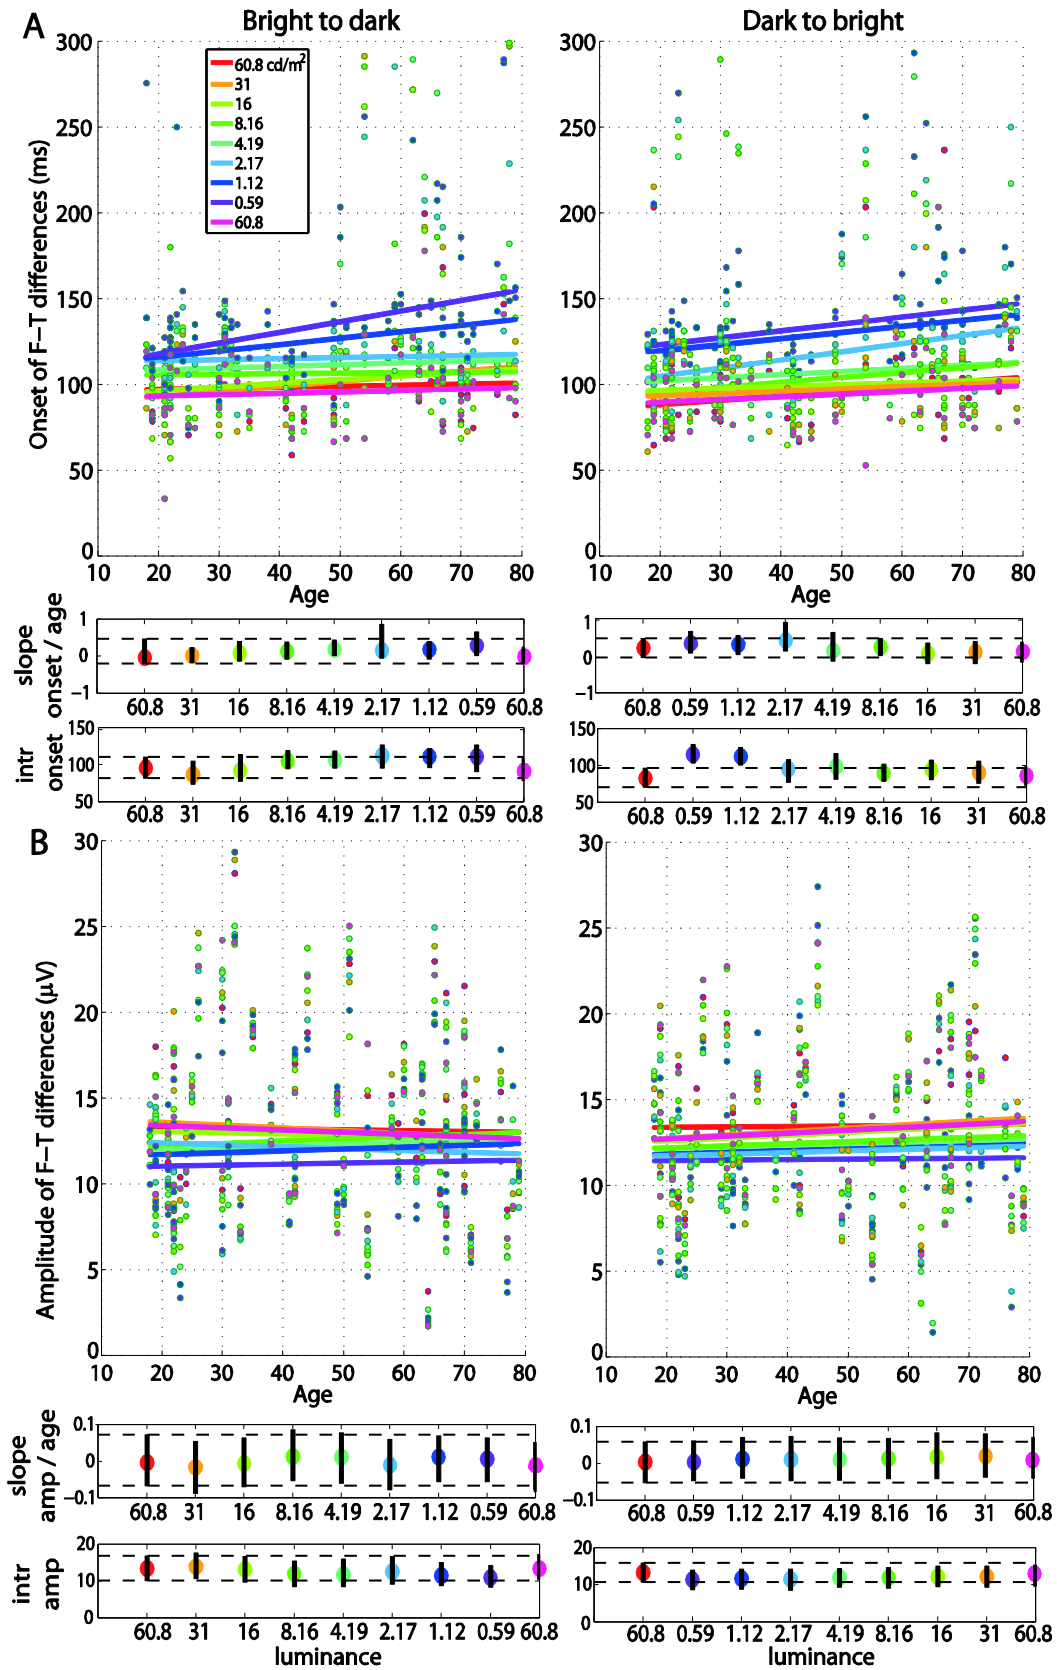 A
Bright to dark
Dark to bright
Onset of F–T differences (ms)
300
250
200
150
100
50
0
60.8 cd/m²
31
16
8.16
4.19
2.17
1.12
0.59
60.8
10 20 30 40 50 60 70 80
Age
300
250
200
150
100
50
0
10 20 30 40 50 60 70 80
Age
slope
onset / age
1
0
−1
60.8 31 16 8.16 4.19 2.17 1.12 0.59 60.8
1
0
−1
60.8 0.59 1.12 2.17 4.19 8.16 16 31 60.8
intr
onset
150
100
50
60.8 31 16 8.16 4.19 2.17 1.12 0.59 60.8
150
100
50
60.8 0.59 1.12 2.17 4.19 8.16 16 31 60.8
B
Amplitude of F–T differences (μV)
30
25
20
15
10
5
0
10 20 30 40 50 60 70 80
Age
30
25
20
15
10
5
0
10 20 30 40 50 60 70 80
Age
slope
amp / age
0.1
0
−0.1
60.8 31 16 8.16 4.19 2.17 1.12 0.59 60.8
0.1
0
−0.1
60.8 0.59 1.12 2.17 4.19 8.16 16 31 60.8
intr
amp
20
10
0
60.8 31 16 8.16 4.19 2.17 1.12 0.59 60.8
luminance
20
10
0
60.8 0.59 1.12 2.17 4.19 8.16 16 31 60.8
luminance